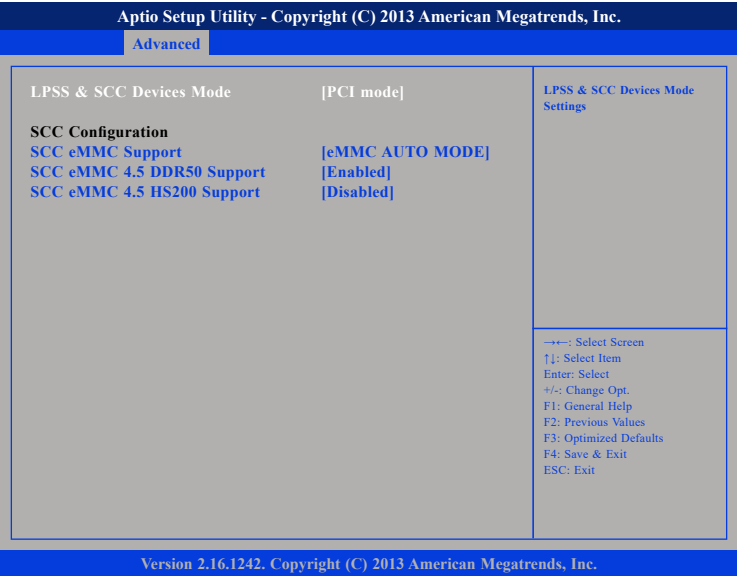 Aptio Setup Utility - Copyright (C) 2013 American Megatrends, Inc.
Advanced
LPSS & SCC Devices Mode [PCI mode]
SCC Configuration
SCC eMMC Support [eMMC AUTO MODE]
SCC eMMC 4.5 DDR50 Support [Enabled]
SCC eMMC 4.5 HS200 Support [Disabled]
LPSS & SCC Devices Mode
Settings
→←: Select Screen
↑↓: Select Item
Enter: Select
+/-: Change Opt.
F1: General Help
F2: Previous Values
F3: Optimized Defaults
F4: Save & Exit
ESC: Exit
Version 2.16.1242. Copyright (C) 2013 American Megatrends, Inc.